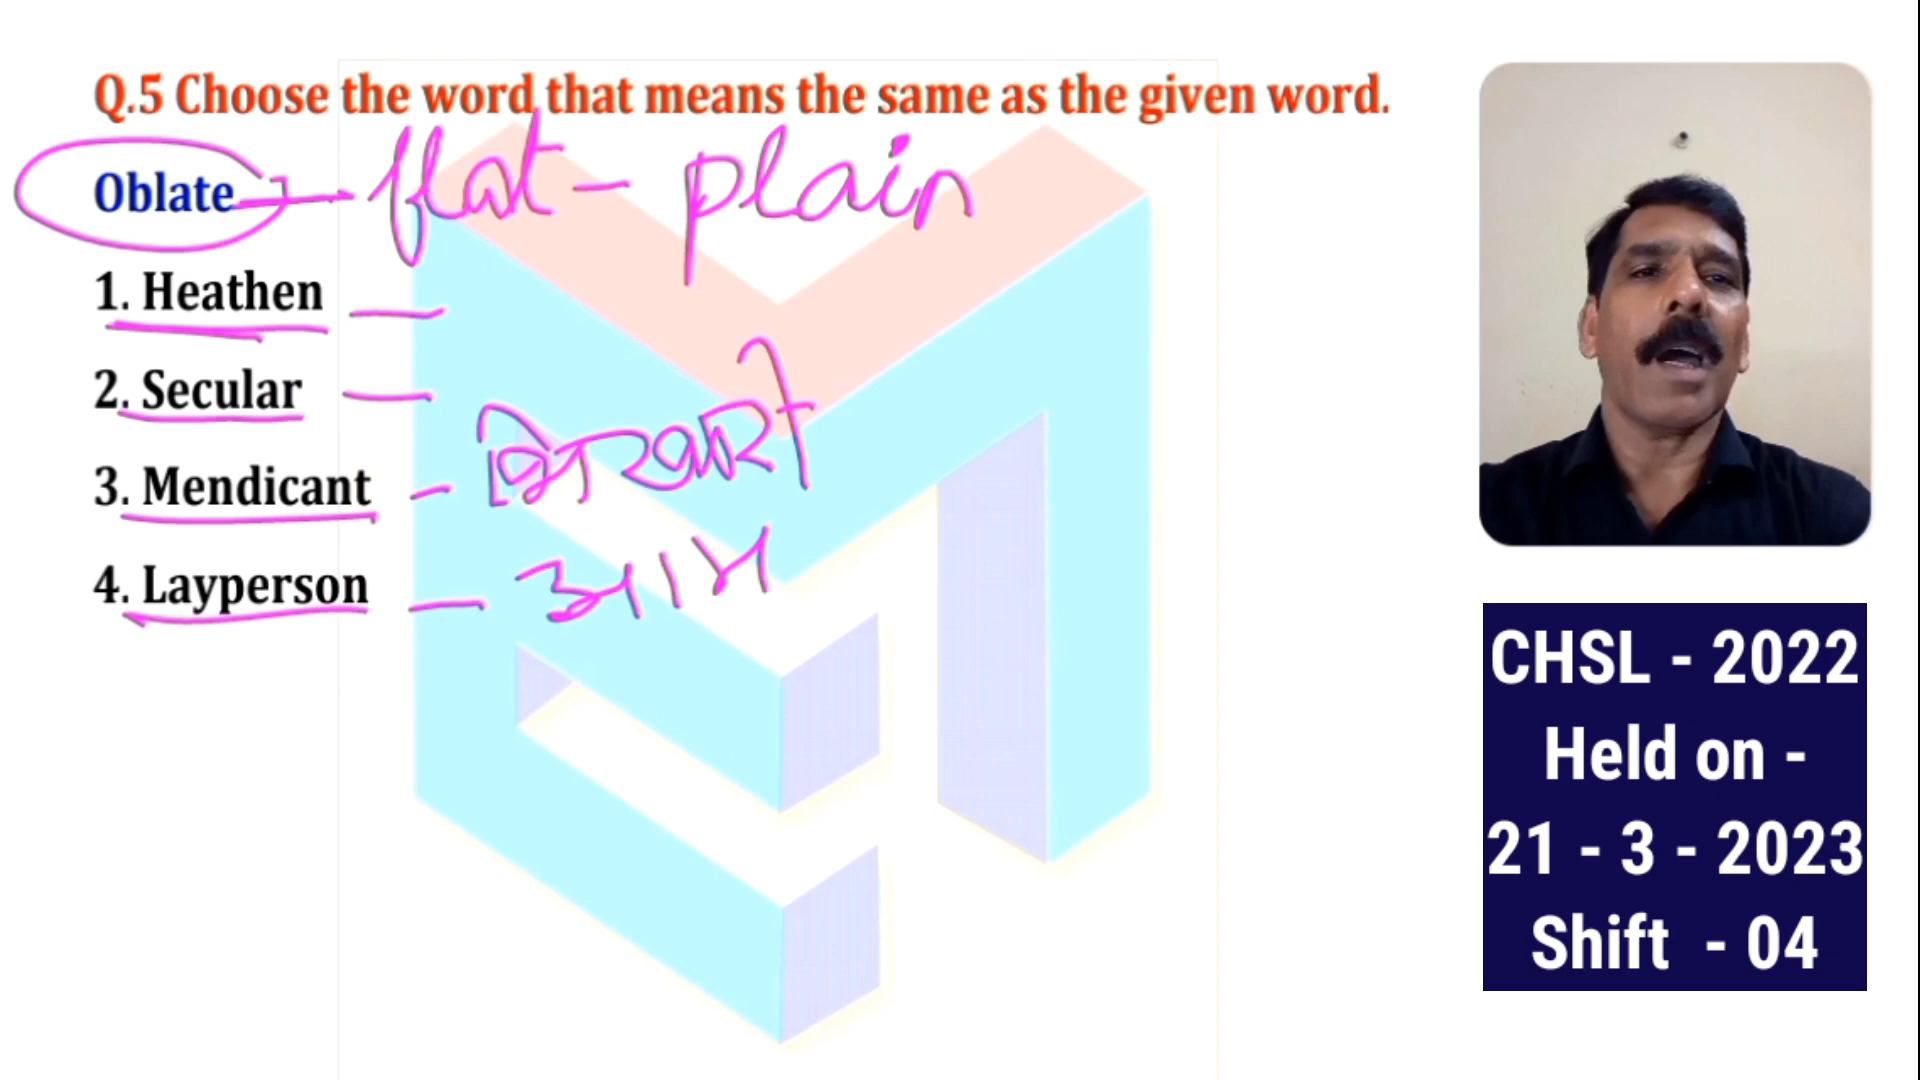 Q.5 Choose the word that means the same as the given word.
Oblate - flat - plain
1. Heathen -
2. Secular -
3. Mendicant - भिखारी
4. Layperson - आम
CHSL - 2022
Held on -
21 - 3 - 2023
Shift - 04